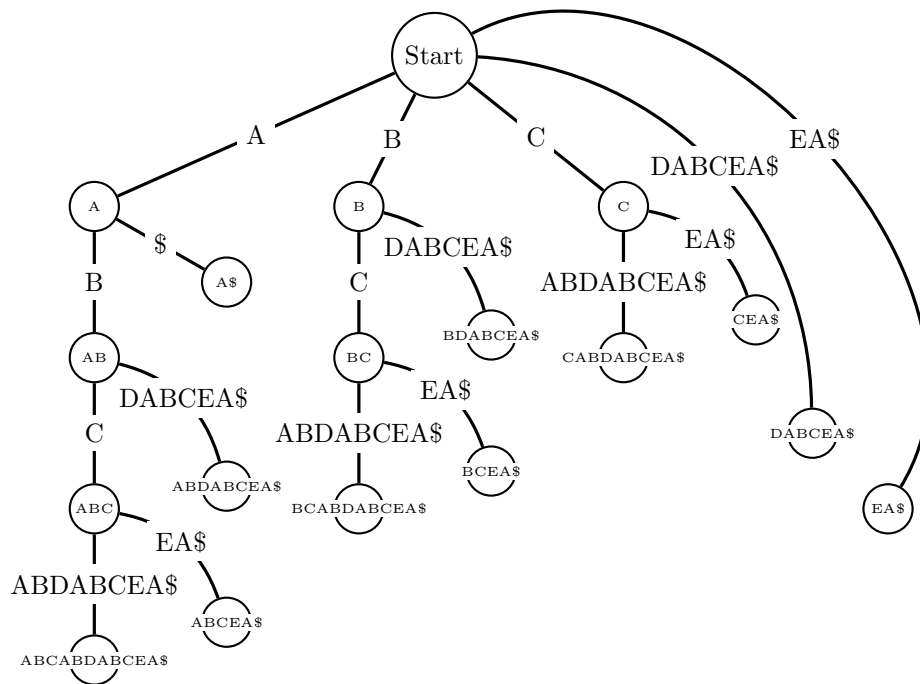 Start
A
B
C
DABCEA$
EA$
A
B
C
$
A$
B
C
DABCEA$
ABDABCEA$
EA$
AB
BC
BDABCEA$
CABDABCEA$
CEA$
DABCEA$
C
ABDABCEA$
EA$
DABCEA$
ABDABCEA$
BCABDABCEA$
BCEA$
ABC
EA$
EA$
ABDABCEA$
ABCEA$
ABCABDABCEA$